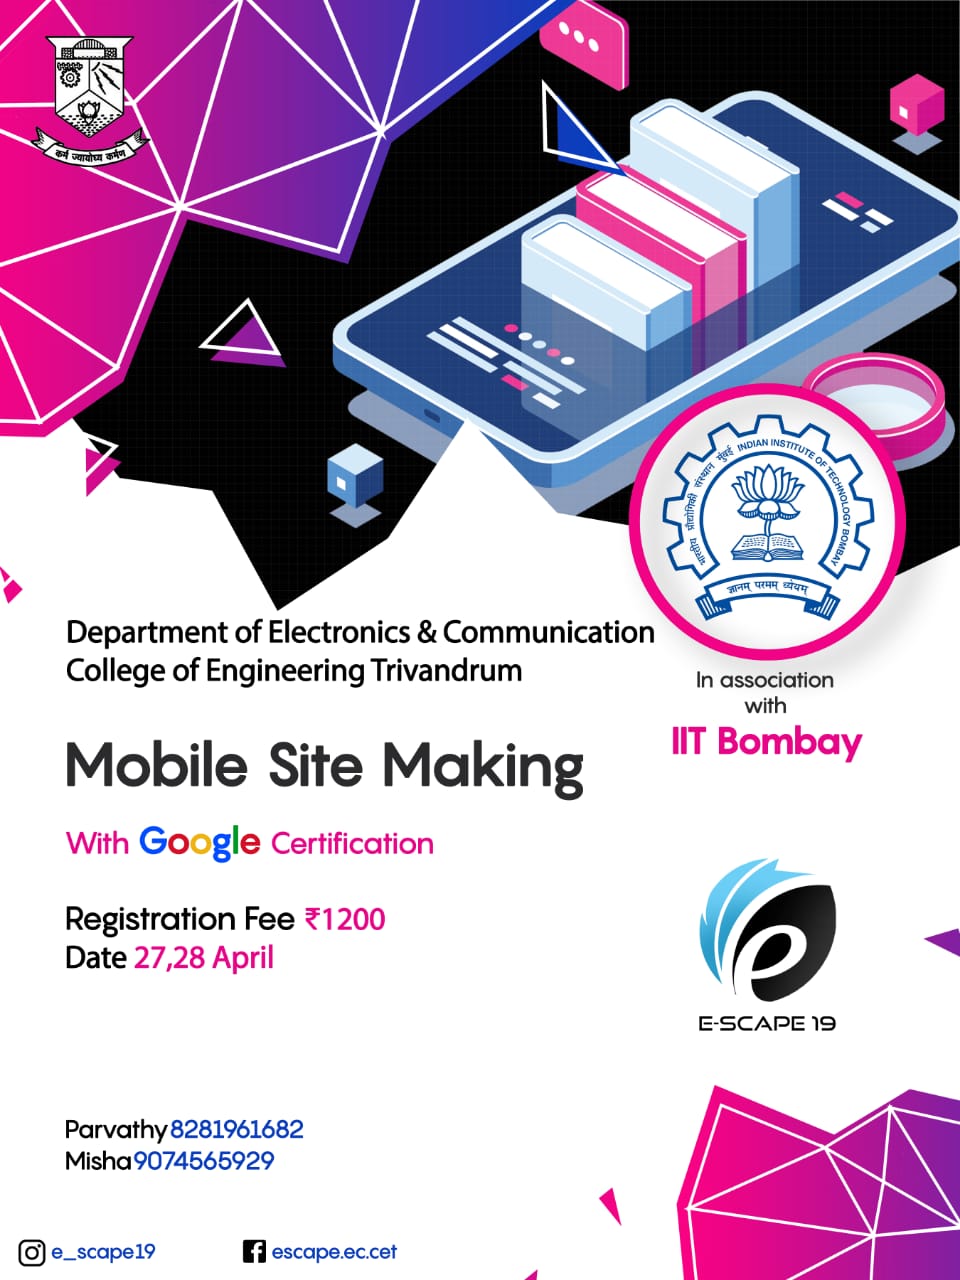 कर्म ज्यायोध्य कर्मण
भारतीय प्रौद्योगिकी संस्थान मुंबई INDIAN INSTITUTE OF TECHNOLOGY BOMBAY
ज्ञानम् परमम् ध्येयम्
Department of Electronics & Communication
College of Engineering Trivandrum
In association
with
IIT Bombay
Mobile Site Making
With Google Certification
Registration Fee ₹1200
Date 27,28 April
E-SCAPE 19
Parvathy 8281961682
Misha 9074565929
e_scape19
escape.ec.cet